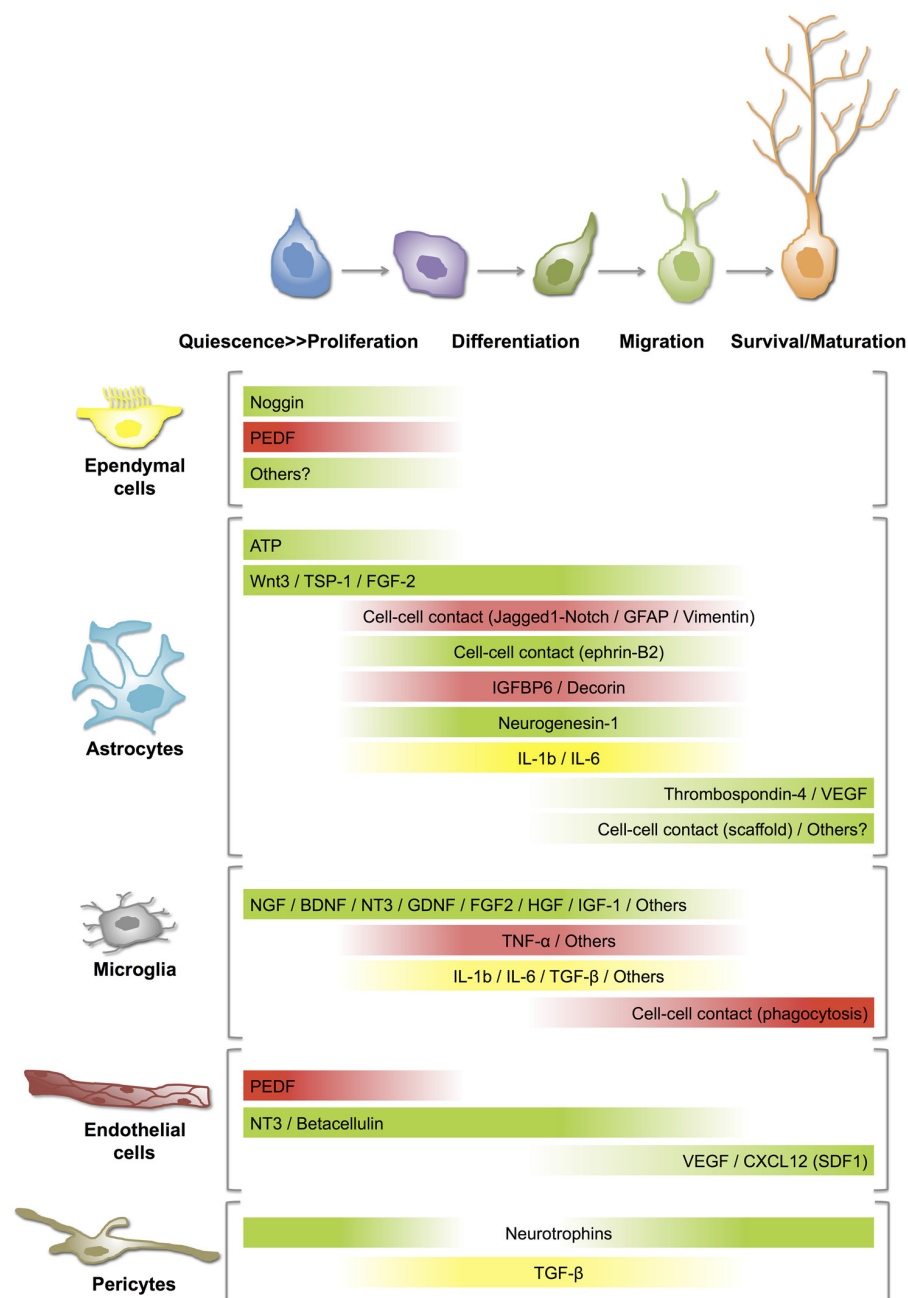 Quiescence>>Proliferation Differentiation Migration Survival/Maturation
Ependymal
cells
Noggin
PEDF
Others?
Astrocytes
ATP
Wnt3 / TSP-1 / FGF-2
Cell-cell contact (Jagged1-Notch / GFAP / Vimentin)
Cell-cell contact (ephrin-B2)
IGFBP6 / Decorin
Neurogenesin-1
IL-1b / IL-6
Thrombospondin-4 / VEGF
Cell-cell contact (scaffold) / Others?
Microglia
NGF / BDNF / NT3 / GDNF / FGF2 / HGF / IGF-1 / Others
TNF-α / Others
IL-1b / IL-6 / TGF-β / Others
Cell-cell contact (phagocytosis)
Endothelial
cells
PEDF
NT3 / Betacellulin
VEGF / CXCL12 (SDF1)
Pericytes
Neurotrophins
TGF-β